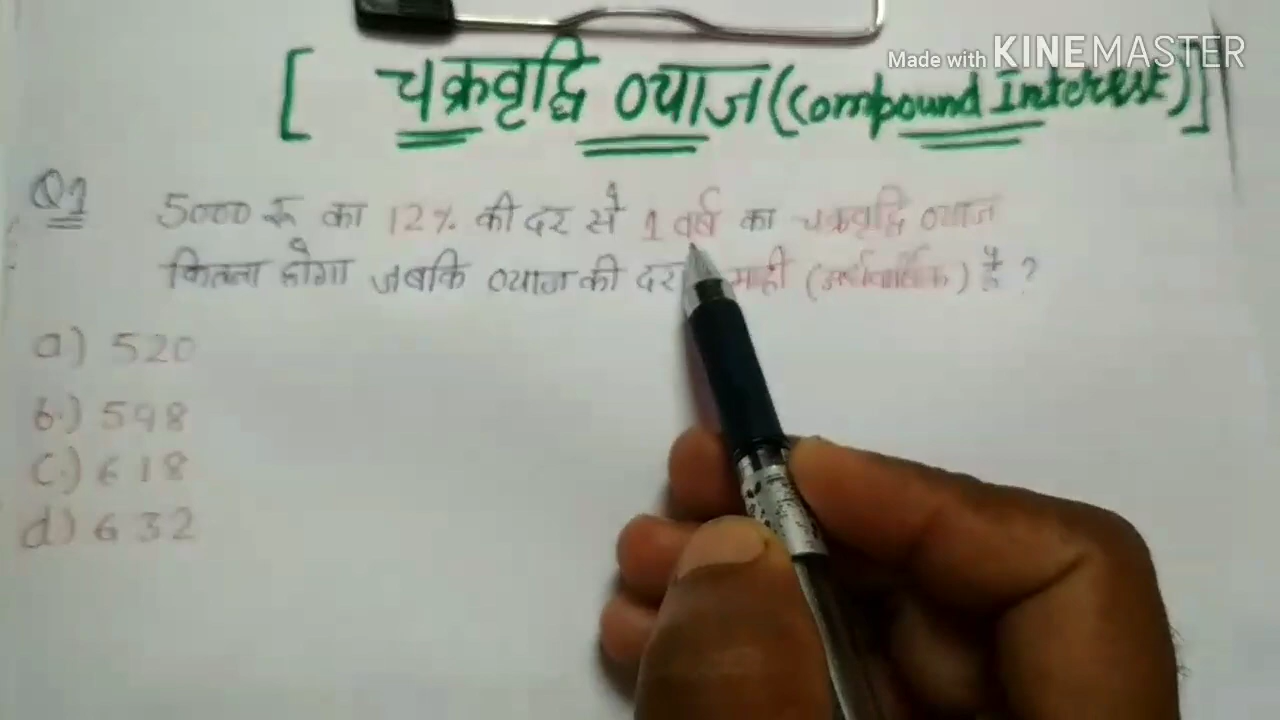 Made with KINEMASTER
[ चक्रवृद्धि ब्याज (Compound Interest) ]
Q1 5000 रू का 12% की दर से 1 वर्ष का चक्रवृद्धि ब्याज
कितना होगा जबकि ब्याज की दर माही (अर्धवार्षिक) है ?
a) 520
b.) 598
c.) 618
d) 632